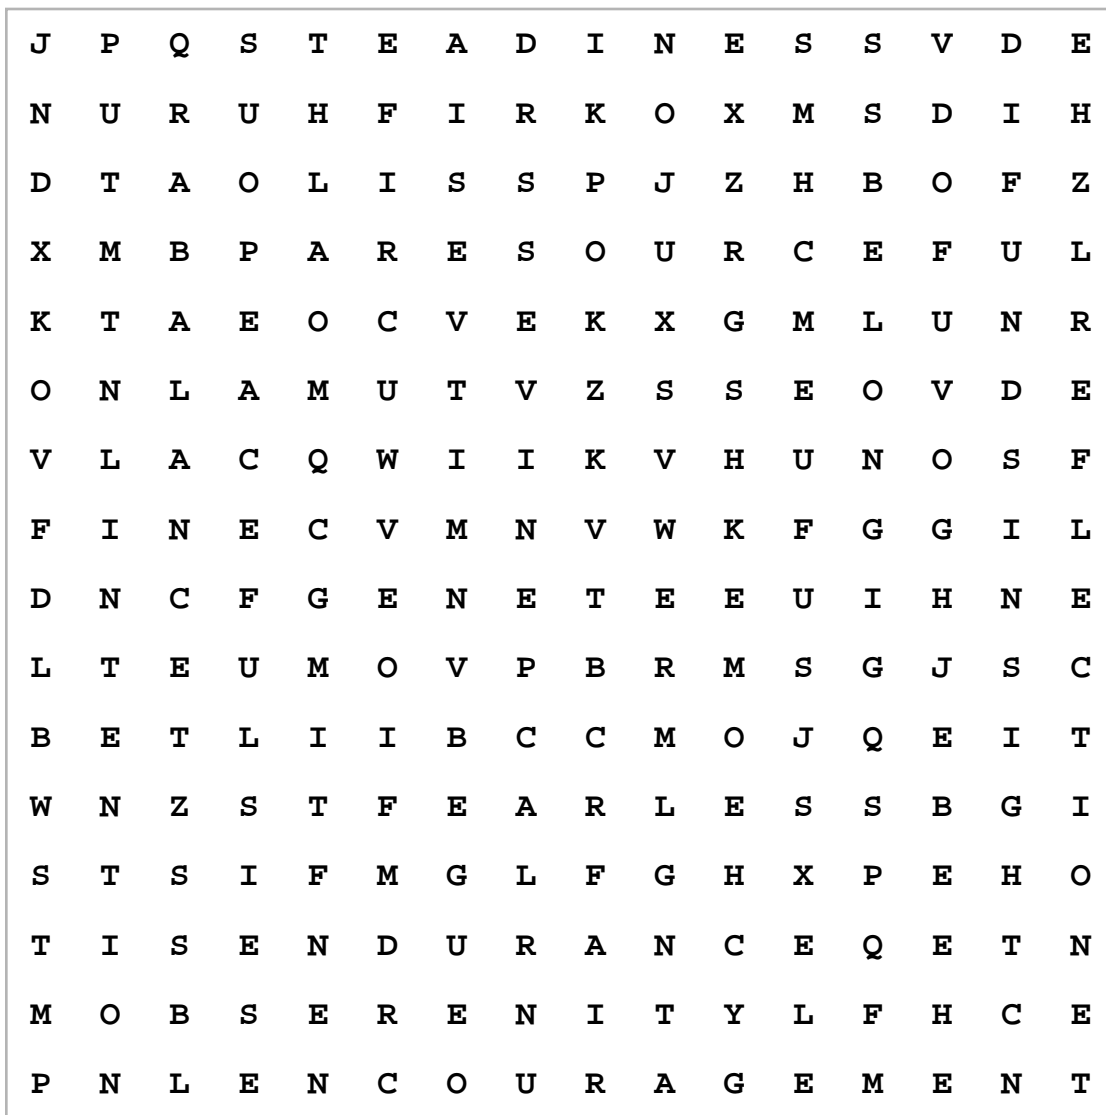 J P Q S T E A D I N E S S V D E
N U R U H F I R K O X M S D I H
D T A O L I S S P J Z H B O F Z
X M B P A R E S O U R C E F U L
K T A E O C V E K X G M L U N R
O N L A M U T V Z S S E O V D E
V L A C Q W I I K V H U N O S F
F I N E C V M N V W K F G G I L
D N C F G E N E T E E U I H N E
L T E U M O V P B R M S G J S C
B E T L I I B C C M O J Q E I T
W N Z S T F E A R L E S S B G I
S T S I F M G L F G H X P E H O
T I S E N D U R A N C E Q E T N
M O B S E R E N I T Y L F H C E
P N L E N C O U R A G E M E N T